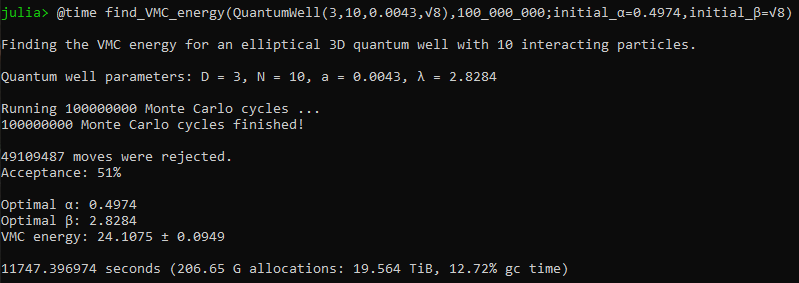 julia> @time find_VMC_energy(QuantumWell(3,10,0.0043,√8),100_000_000;initial_α=0.4974,initial_β=√8)
Finding the VMC energy for an elliptical 3D quantum well with 10 interacting particles.
Quantum well parameters: D = 3, N = 10, a = 0.0043, λ = 2.8284
Running 100000000 Monte Carlo cycles ...
100000000 Monte Carlo cycles finished!
49109487 moves were rejected.
Acceptance: 51%
Optimal α: 0.4974
Optimal β: 2.8284
VMC energy: 24.1075 ± 0.0949
11747.396974 seconds (206.65 G allocations: 19.564 TiB, 12.72% gc time)